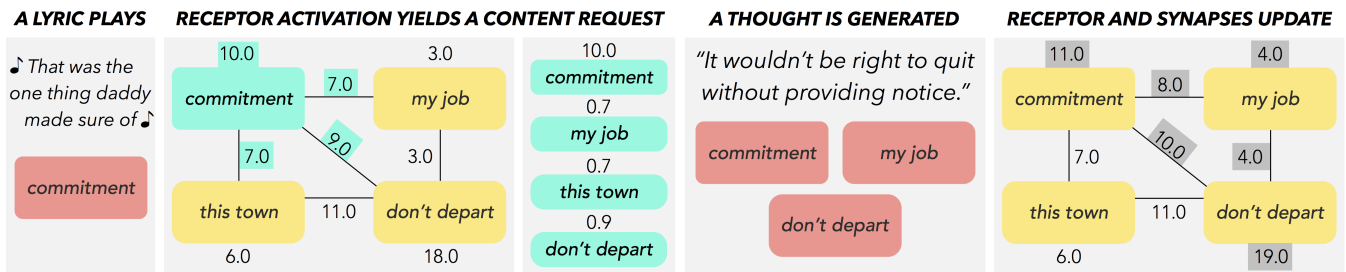 A LYRIC PLAYS
♪ That was the
one thing daddy
made sure of ♪
commitment
RECEPTOR ACTIVATION YIELDS A CONTENT REQUEST
10.0
3.0
commitment
7.0
my job
7.0
9.0
3.0
this town
11.0
don't depart
6.0
18.0
10.0
commitment
0.7
my job
0.7
this town
0.9
don't depart
A THOUGHT IS GENERATED
“It wouldn't be right to quit
without providing notice.”
commitment
my job
don't depart
RECEPTOR AND SYNAPSES UPDATE
11.0
4.0
commitment
8.0
my job
7.0
10.0
4.0
this town
11.0
don't depart
6.0
19.0